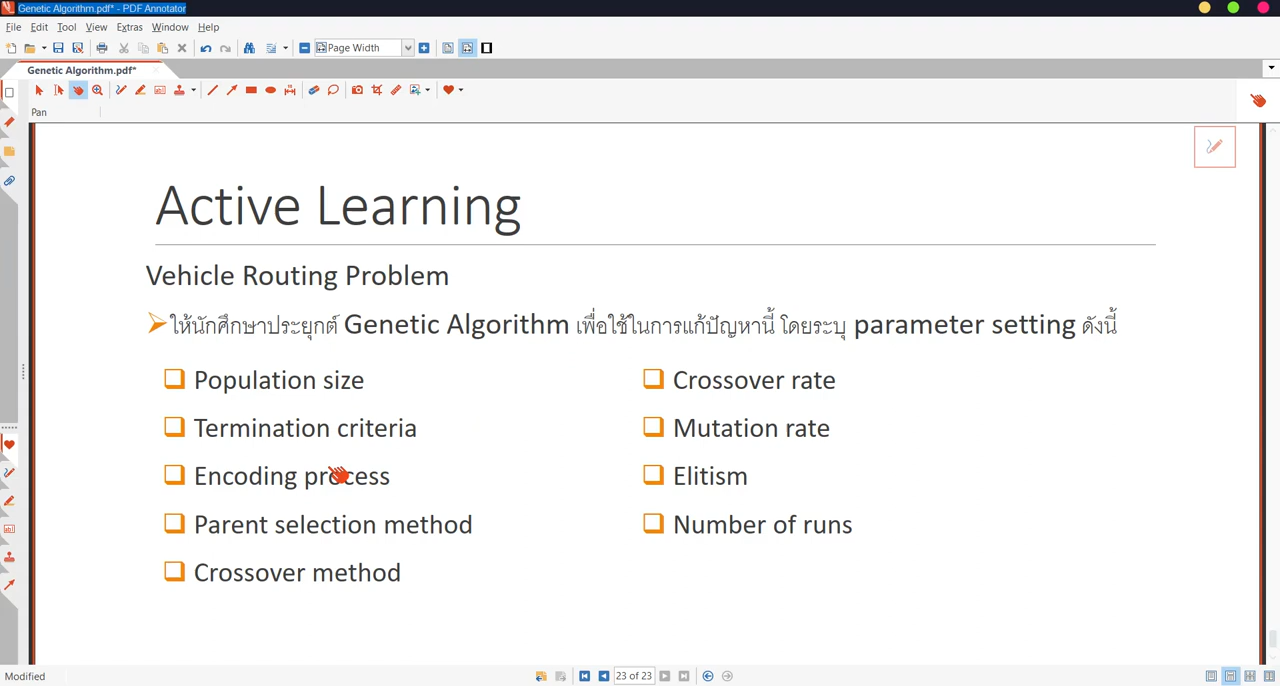 Genetic Algorithm.pdf* - PDF Annotator
File Edit Tool View Extras Window Help
Page Width
Genetic Algorithm.pdf*
Pan
Active Learning
Vehicle Routing Problem
ให้นักศึกษาประยุกต์ Genetic Algorithm เพื่อใช้ในการแก้ปัญหานี้ โดยระบุ parameter setting ดังนี้
Population size
Termination criteria
Encoding process
Parent selection method
Crossover method
Crossover rate
Mutation rate
Elitism
Number of runs
Modified
23 of 23